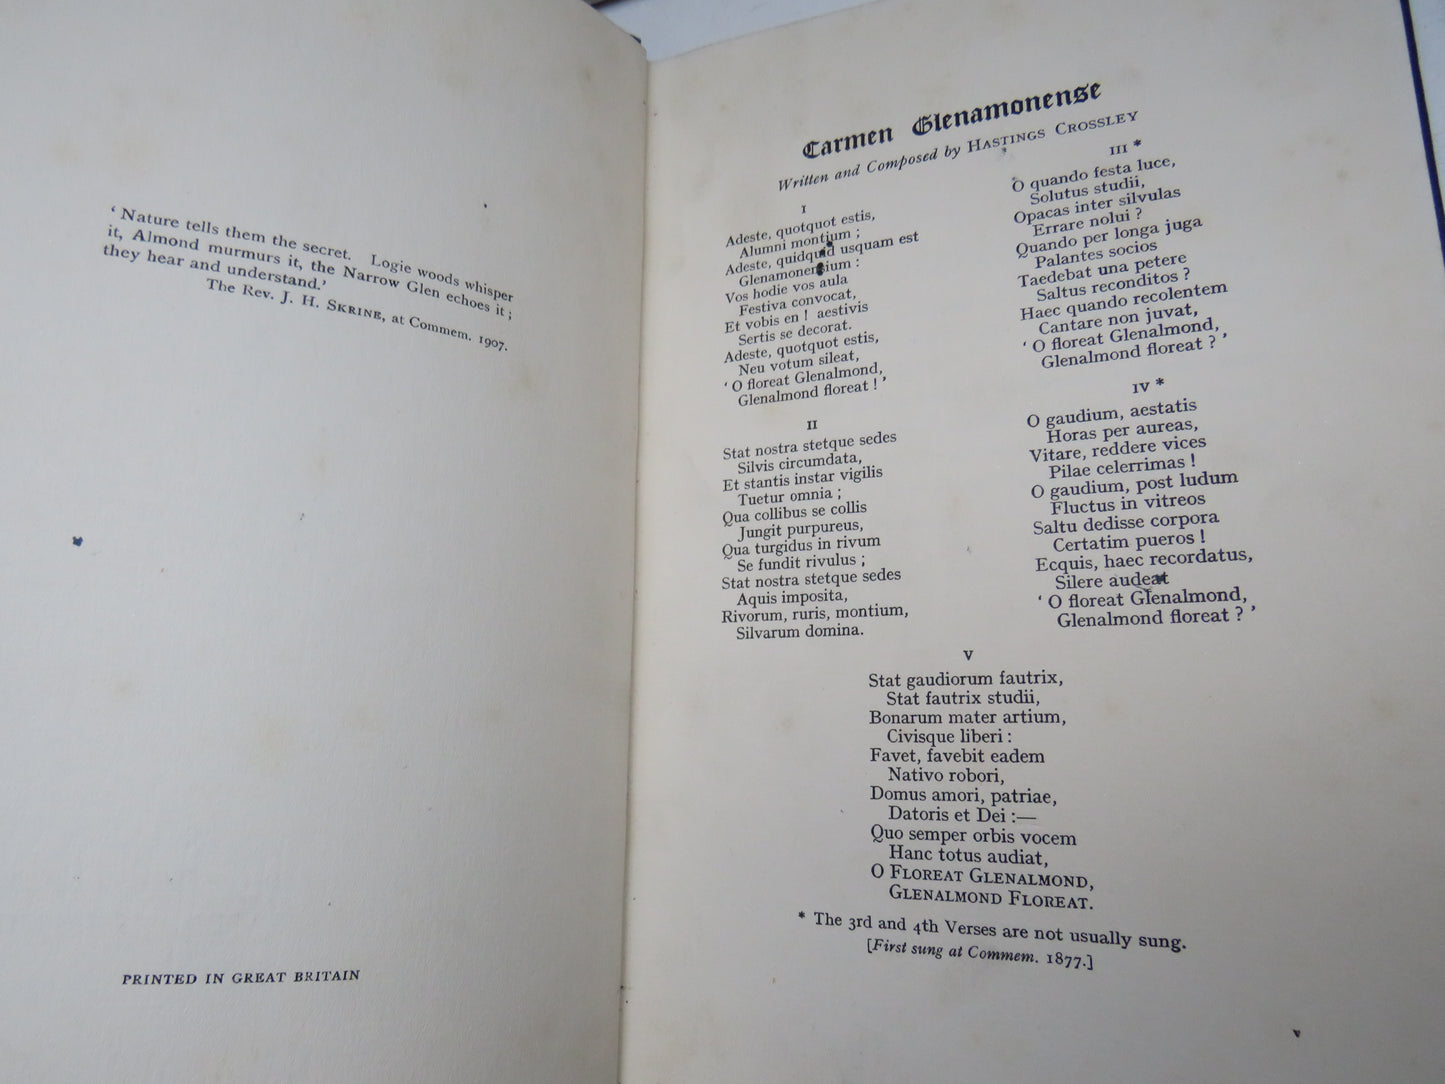 ‘ Nature tells them the secret. Logie woods whisper
it, Almond murmurs it, the Narrow Glen echoes it ;
they hear and understand.’
The Rev. J. H. SKRINE, at Commem. 1907.
PRINTED IN GREAT BRITAIN
Carmen Glenamonense
Written and Composed by HASTINGS CROSSLEY
I
Adeste, quotquot estis,
Alumni montium ;
Adeste, quidquid usquam est
Glenamonensium :
Vos hodie vos aula
Festiva convocat,
Et vobis en ! aestivis
Sertis se decorat.
Adeste, quotquot estis,
Neu votum sileat,
‘ O floreat Glenalmond,
Glenalmond floreat ! ’
II
Stat nostra stetque sedes
Silvis circumdata,
Et stantis instar vigilis
Tuetur omnia ;
Qua collibus se collis
Jungit purpureus,
Qua turgidus in rivum
Se fundit rivulus ;
Stat nostra stetque sedes
Aquis imposita,
Rivorum, ruris, montium,
Silvarum domina.
III *
O quando festa luce,
Solutus studii,
Opacas inter silvulas
Errare nolui ?
Quando per longa juga
Palantes socios
Taedebat una petere
Saltus reconditos ?
Haec quando recolentem
Cantare non juvat,
‘ O floreat Glenalmond,
Glenalmond floreat ? ’
IV *
O gaudium, aestatis
Horas per aureas,
Vitare, reddere vices
Pilae celerrimas !
O gaudium, post ludum
Fluctus in vitreos
Saltu dedisse corpora
Certatim pueros !
Ecquis, haec recordatus,
Silere audeat
‘ O floreat Glenalmond,
Glenalmond floreat ? ’
V
Stat gaudiorum fautrix,
Stat fautrix studii,
Bonarum mater artium,
Civisque liberi :
Favet, favebit eadem
Nativo robori,
Domus amori, patriae,
Datoris et Dei :—
Quo semper orbis vocem
Hanc totus audiat,
O FLOREAT GLENALMOND,
GLENALMOND FLOREAT.
* The 3rd and 4th Verses are not usually sung.
[First sung at Commem. 1877.]
v